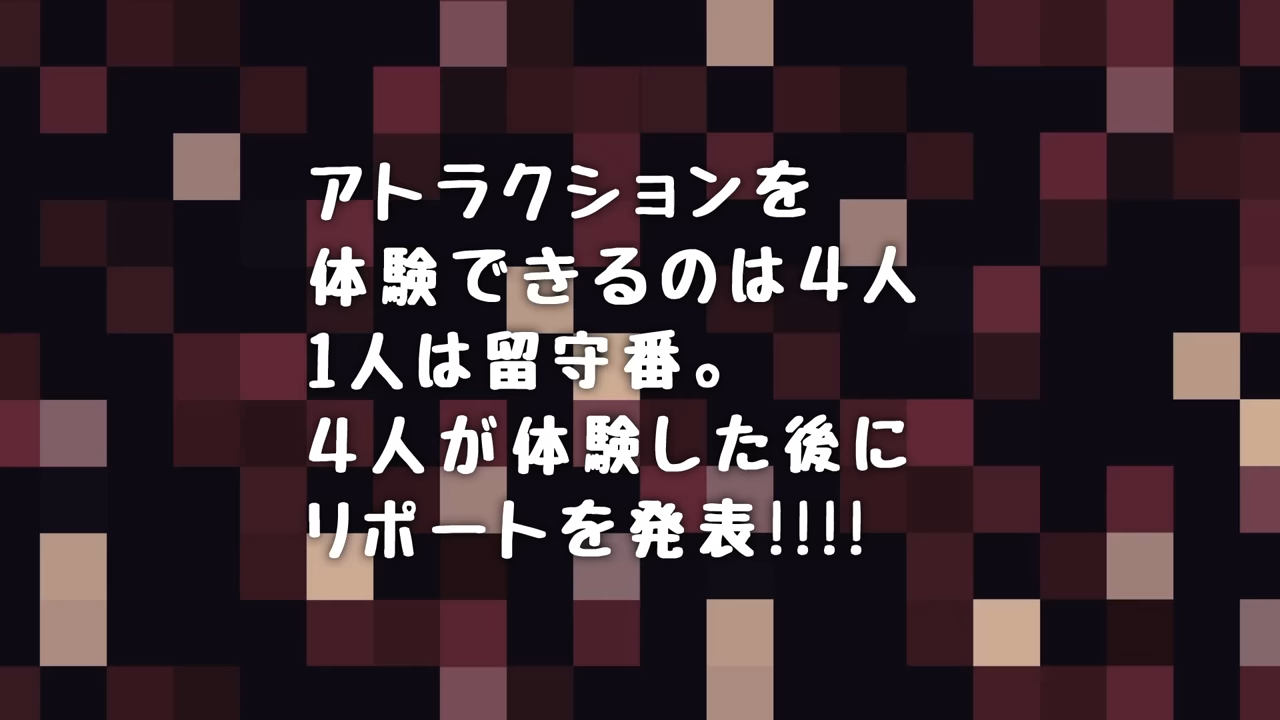 アトラクションを
体験できるのは4人
1人は留守番。
4人が体験した後に
リポートを発表!!!!